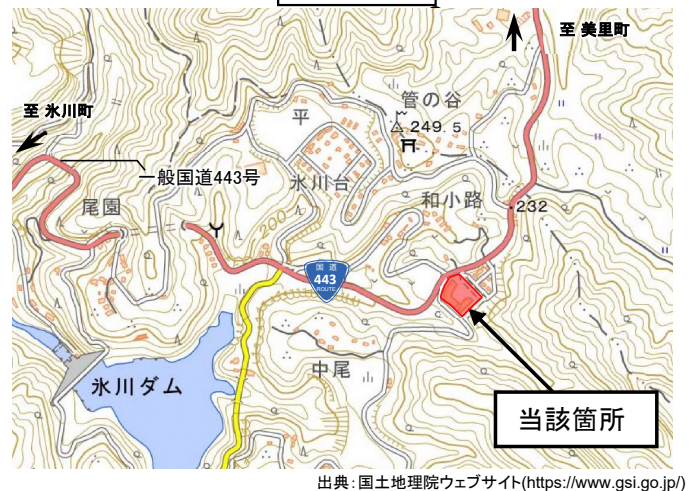 至 美里町
管の谷
249.5
平
至 氷川町
一般国道443号
氷川台
尾園
和小路
232
200
国道
443
ROUTE
中尾
氷川ダム
当該箇所
出典:国土地理院ウェブサイト(https://www.gsi.go.jp/)